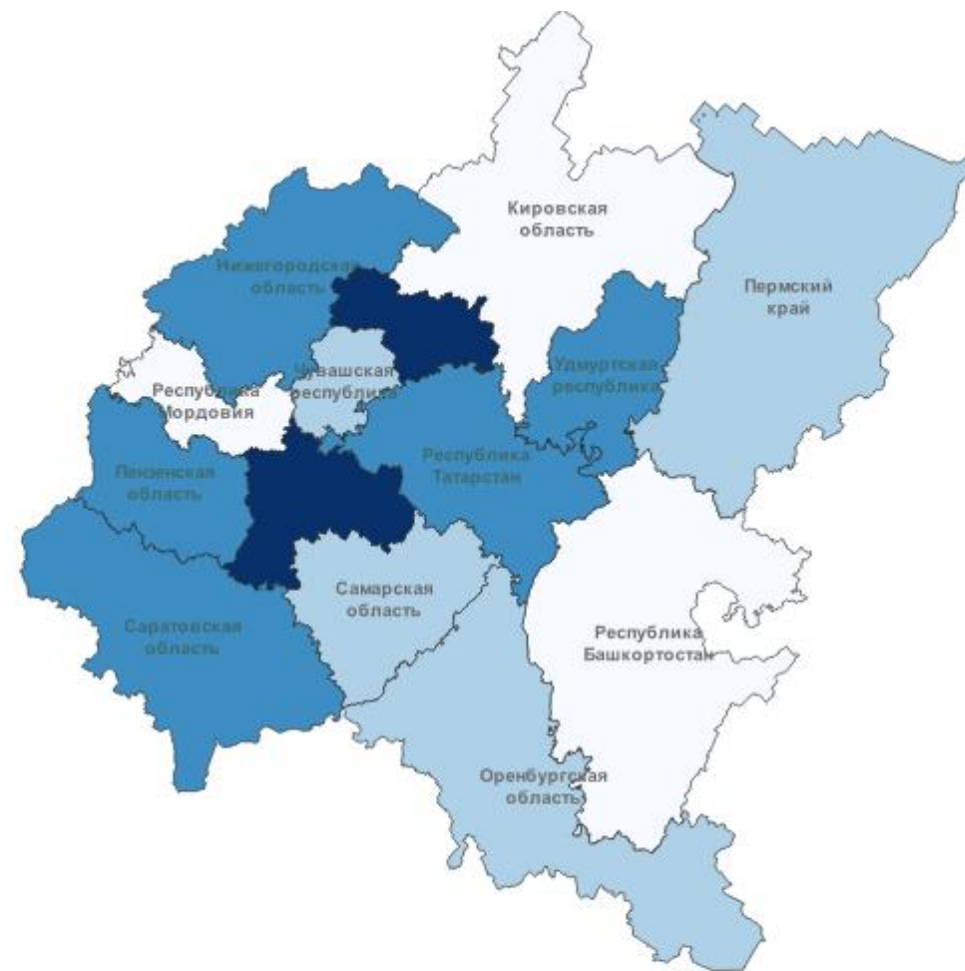 Кировская
область
Нижегородская
область
Пермский
край
Чувашская
республика
Удмуртская
республика
Республика
Мордовия
Республика
Татарстан
Пензенская
область
Самарская
область
Саратовская
область
Республика
Башкортостан
Оренбургская
область